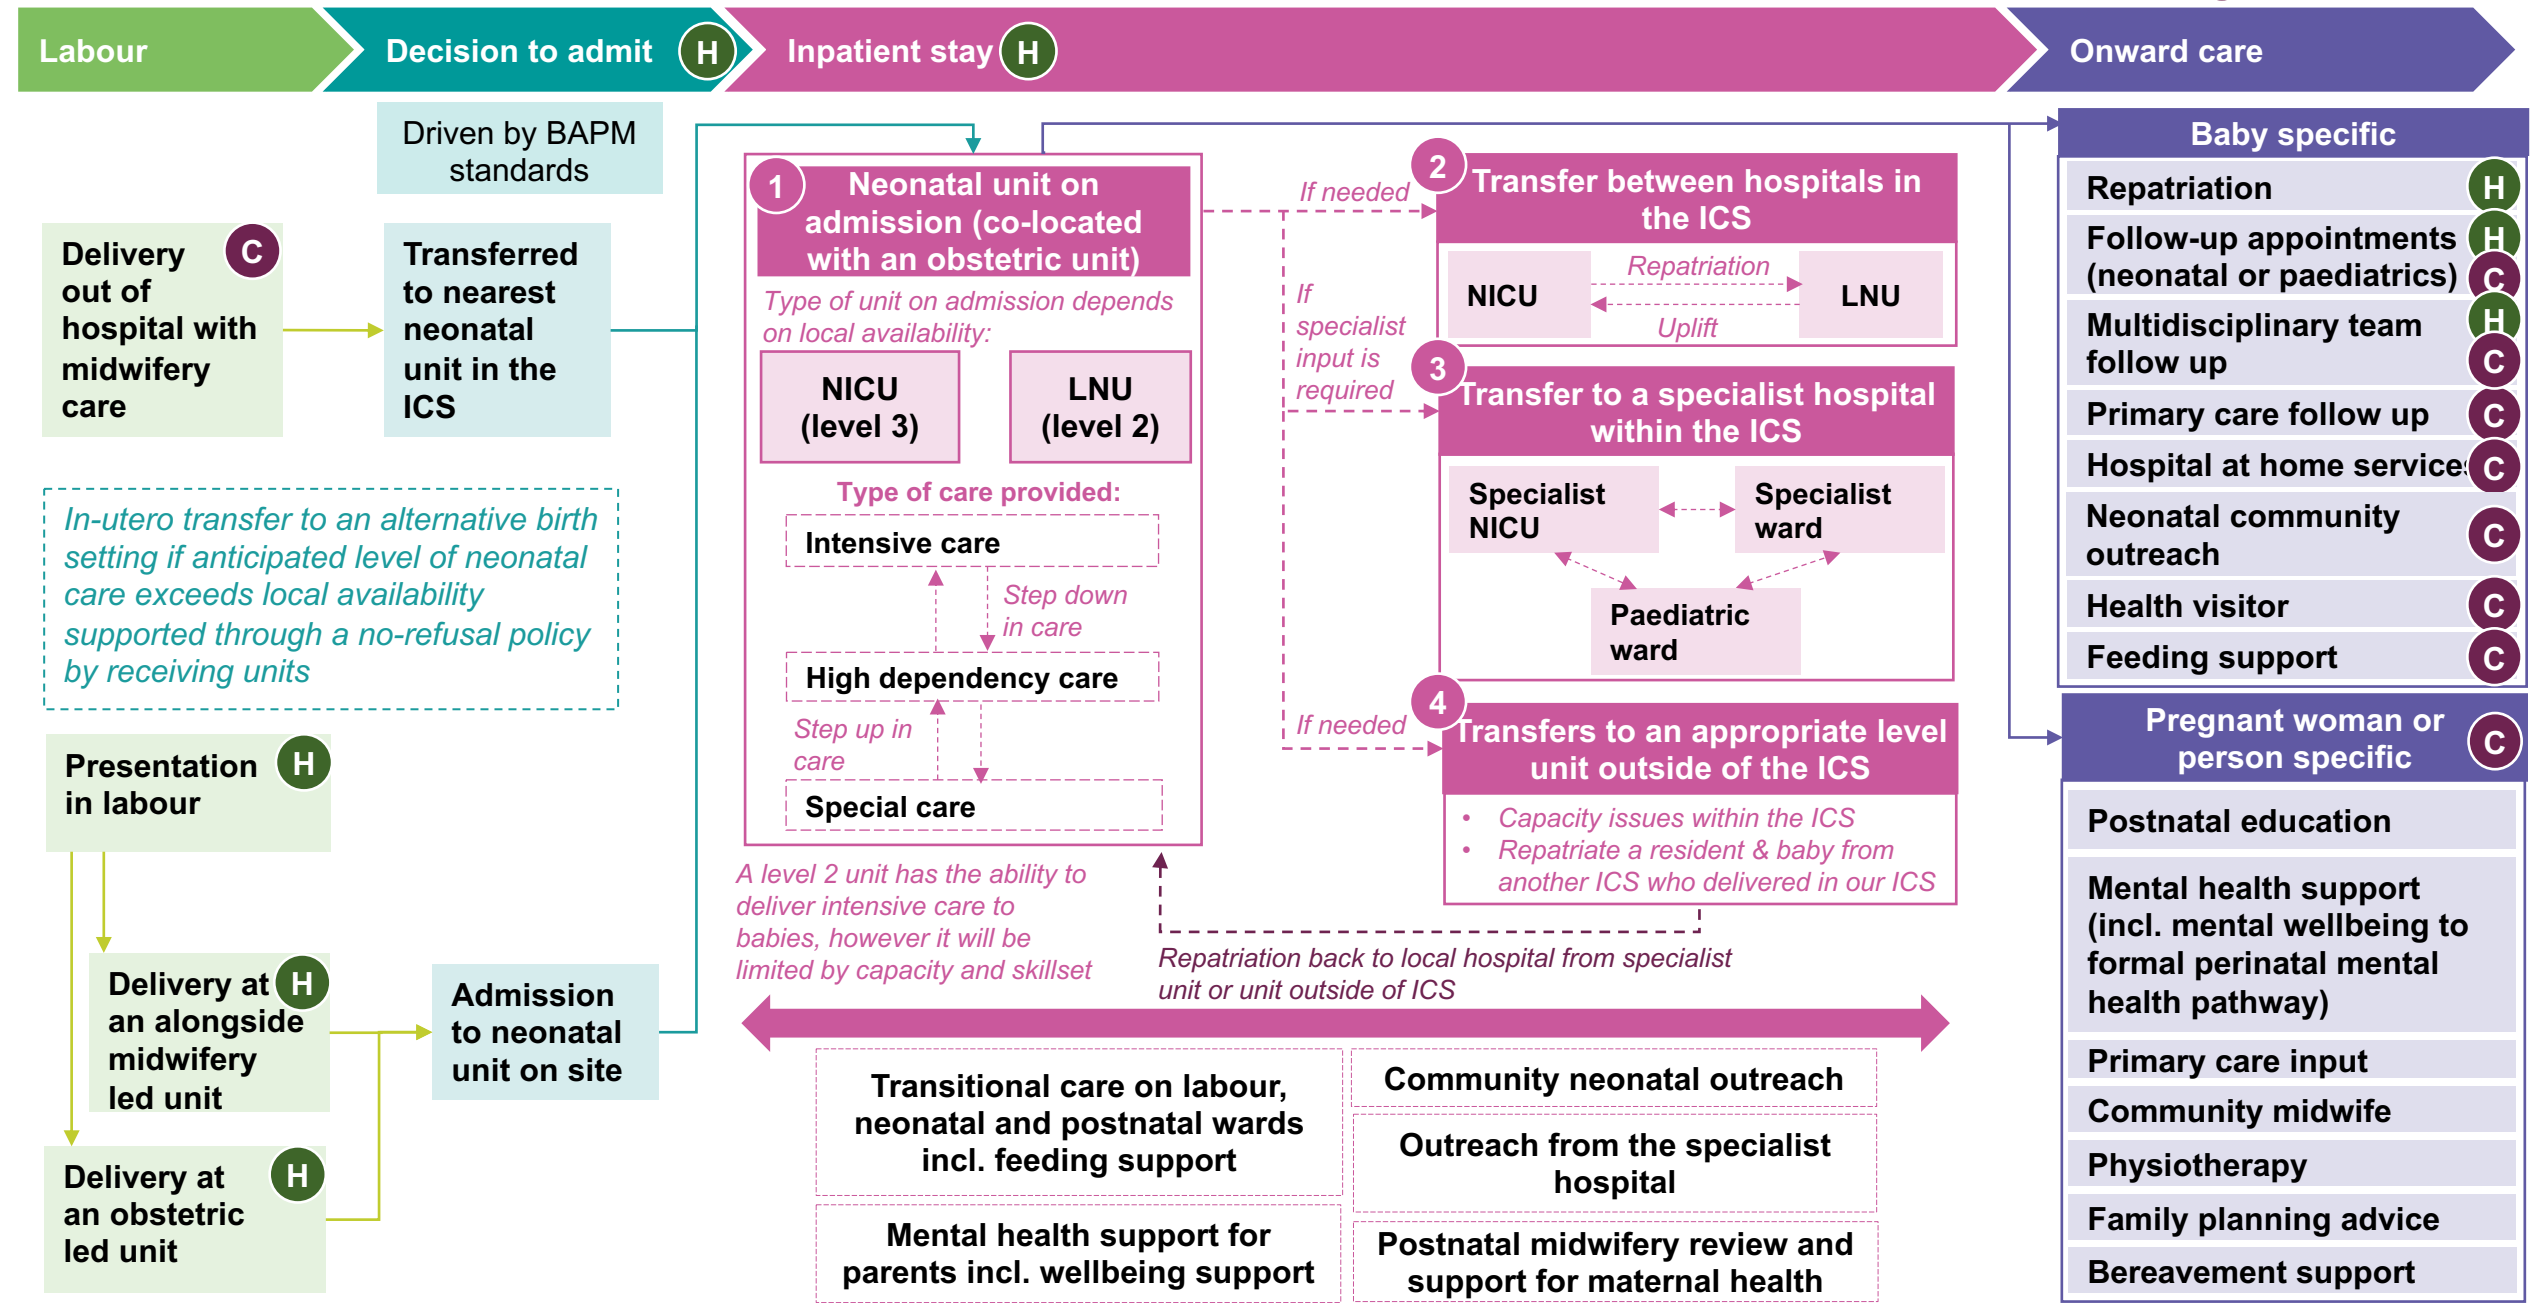 Labour
Decision to admit
H
Inpatient stay
H
Onward care
Driven by BAPM
standards
Delivery
out of
hospital with
midwifery
care
C
Transferred
to nearest
neonatal
unit in the
ICS
In-utero transfer to an alternative birth
setting if anticipated level of neonatal
care exceeds local availability
supported through a no-refusal policy
by receiving units
Presentation
in labour
H
Delivery at
an alongside
midwifery
led unit
H
Delivery at
an obstetric
led unit
H
Admission
to neonatal
unit on site
1
Neonatal unit on
admission (co-located
with an obstetric unit)
Type of unit on admission depends
on local availability:
NICU
(level 3)
LNU
(level 2)
Type of care provided:
Intensive care
Step down
in care
High dependency care
Step up in
care
Special care
A level 2 unit has the ability to
deliver intensive care to
babies, however it will be
limited by capacity and skillset
If needed
If
specialist
input is
required
If needed
2
Transfer between hospitals in
the ICS
NICU
Repatriation
Uplift
LNU
3
Transfer to a specialist hospital
within the ICS
Specialist
NICU
Specialist
ward
Paediatric
ward
4
Transfers to an appropriate level
unit outside of the ICS
• Capacity issues within the ICS
• Repatriate a resident & baby from
another ICS who delivered in our ICS
Repatriation back to local hospital from specialist
unit or unit outside of ICS
Transitional care on labour,
neonatal and postnatal wards
incl. feeding support
Mental health support for
parents incl. wellbeing support
Community neonatal outreach
Outreach from the specialist
hospital
Postnatal midwifery review and
support for maternal health
Baby specific
Repatriation
H
Follow-up appointments
(neonatal or paediatrics)
H
C
Multidisciplinary team
follow up
H
C
Primary care follow up
C
Hospital at home services
C
Neonatal community
outreach
C
Health visitor
C
Feeding support
C
Pregnant woman or
person specific
C
Postnatal education
Mental health support
(incl. mental wellbeing to
formal perinatal mental
health pathway)
Primary care input
Community midwife
Physiotherapy
Family planning advice
Bereavement support